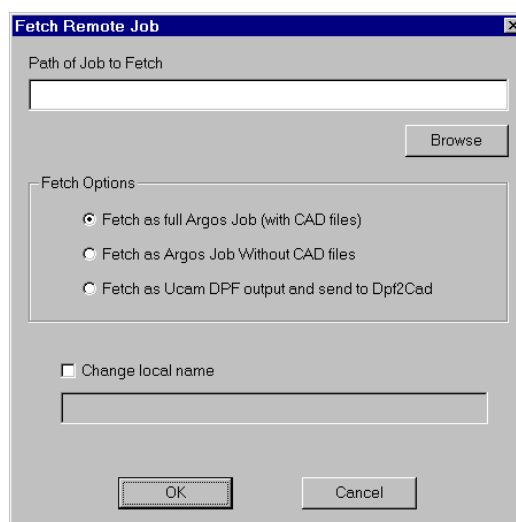 Fetch Remote Job
Path of Job to Fetch
Browse
Fetch Options
Fetch as full Argos Job (with CAD files)
Fetch as Argos Job Without CAD files
Fetch as Ucam DPF output and send to Dpf2Cad
Change local name
OK Cancel